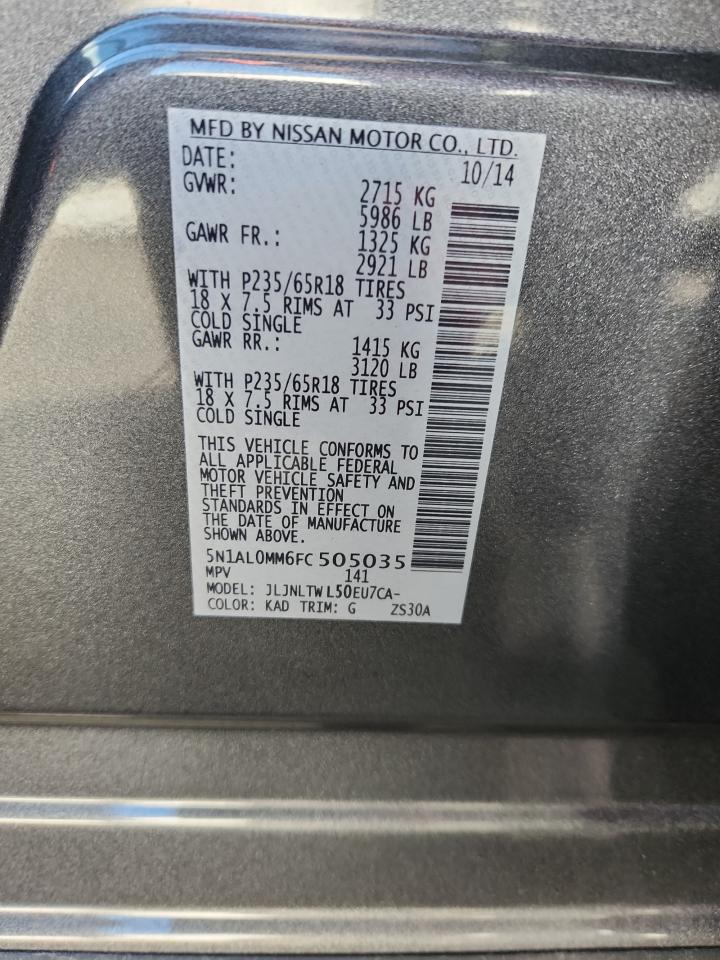 MFD BY NISSAN MOTOR CO., LTD.
DATE: 10/14
GVWR: 2715 KG
5986 LB
GAWR FR.: 1325 KG
2921 LB
WITH P235/65R18 TIRES
18 X 7.5 RIMS AT 33 PSI
COLD SINGLE
GAWR RR.: 1415 KG
3120 LB
WITH P235/65R18 TIRES
18 X 7.5 RIMS AT 33 PSI
COLD SINGLE
THIS VEHICLE CONFORMS TO
ALL APPLICABLE FEDERAL
MOTOR VEHICLE SAFETY AND
THEFT PREVENTION
STANDARDS IN EFFECT ON
THE DATE OF MANUFACTURE
SHOWN ABOVE.
5N1AL0MM6FC505035
MPV 141
MODEL: JLJNLTWL50EU7CA-
COLOR: KAD TRIM: G ZS30A